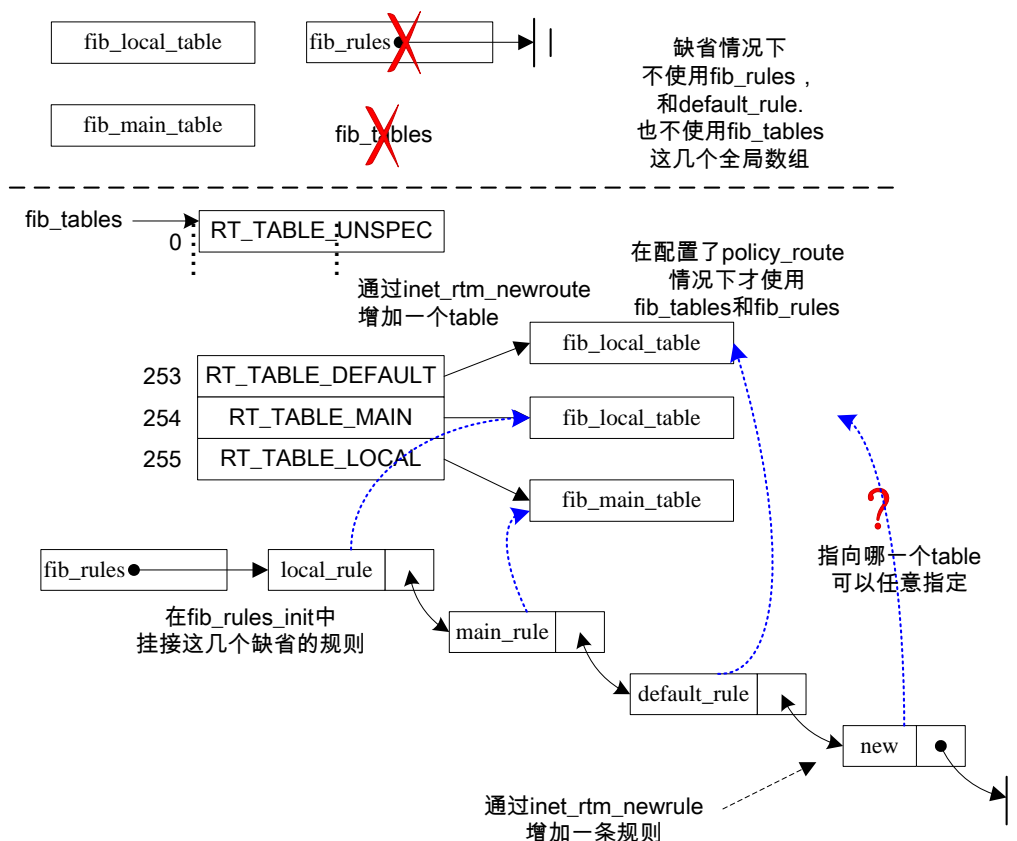 fib_local_table
fib_rules
缺省情况下
不使用fib_rules，
和default_rule.
也不使用fib_tables
这几个全局数组
fib_main_table
fib_tables
fib_tables
0
RT_TABLE_UNSPEC
在配置了policy_route
情况下才使用
fib_tables和fib_rules
通过inet_rtm_newroute
增加一个table
fib_local_table
253
RT_TABLE_DEFAULT
254
RT_TABLE_MAIN
fib_local_table
255
RT_TABLE_LOCAL
fib_main_table
?
指向哪一个table
可以任意指定
fib_rules
local_rule
在fib_rules_init中
挂接这几个缺省的规则
main_rule
default_rule
new
通过inet_rtm_newrule
增加一条规则